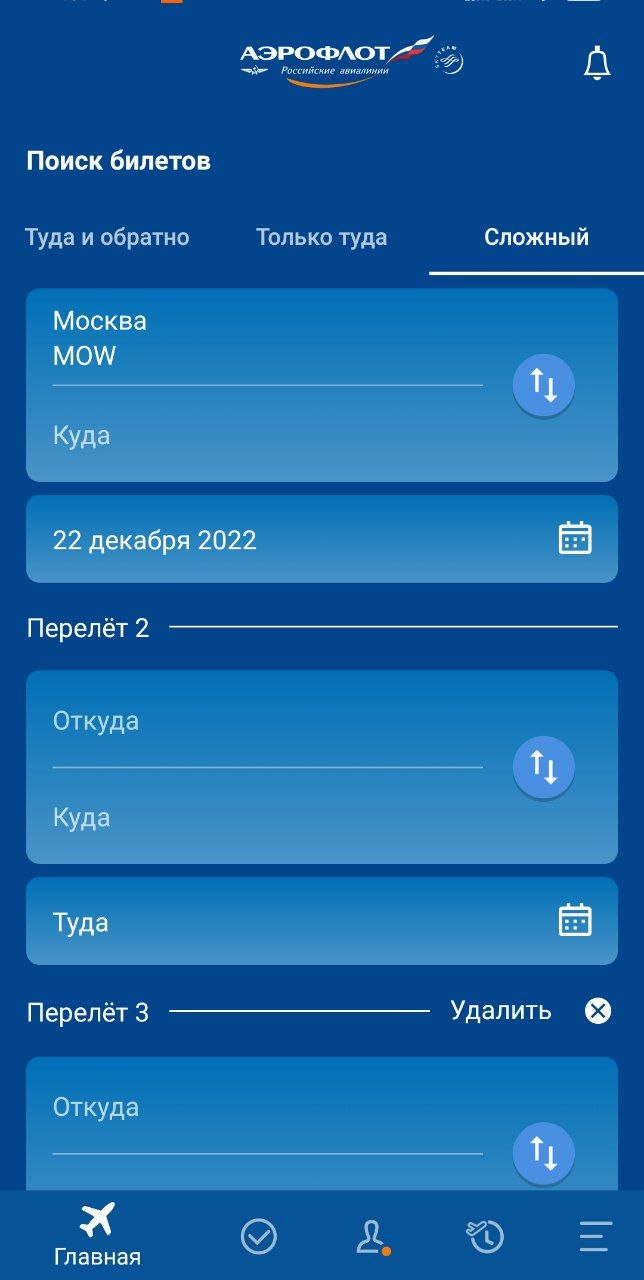 АЭРОФЛОТ
Российские авиалинии
SKYTEAM
Поиск билетов
Туда и обратно Только туда Сложный
Москва
MOW
Куда
22 декабря 2022
Перелёт 2
Откуда
Куда
Туда
Перелёт 3 Удалить
Откуда
Главная